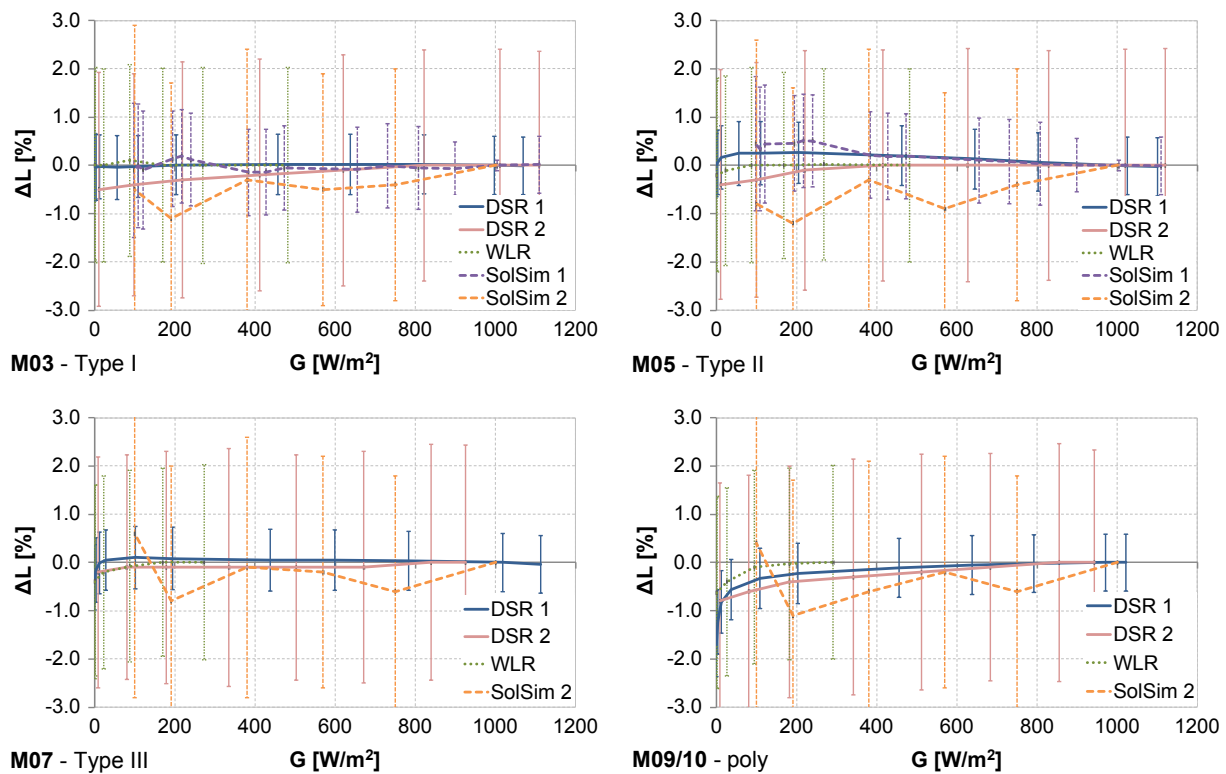 3.0
2.0
1.0
0.0
-1.0
-2.0
-3.0
ΔL [%]
DSR 1
DSR 2
WLR
SolSim 1
SolSim 2
0 200 400 600 800 1000 1200
M03 - Type I G [W/m²]
3.0
2.0
1.0
0.0
-1.0
-2.0
-3.0
ΔL [%]
DSR 1
DSR 2
WLR
SolSim 1
SolSim 2
0 200 400 600 800 1000 1200
M05 - Type II G [W/m²]
3.0
2.0
1.0
0.0
-1.0
-2.0
-3.0
ΔL [%]
DSR 1
DSR 2
WLR
SolSim 2
0 200 400 600 800 1000 1200
M07 - Type III G [W/m²]
3.0
2.0
1.0
0.0
-1.0
-2.0
-3.0
ΔL [%]
DSR 1
DSR 2
WLR
SolSim 2
0 200 400 600 800 1000 1200
M09/10 - poly G [W/m²]